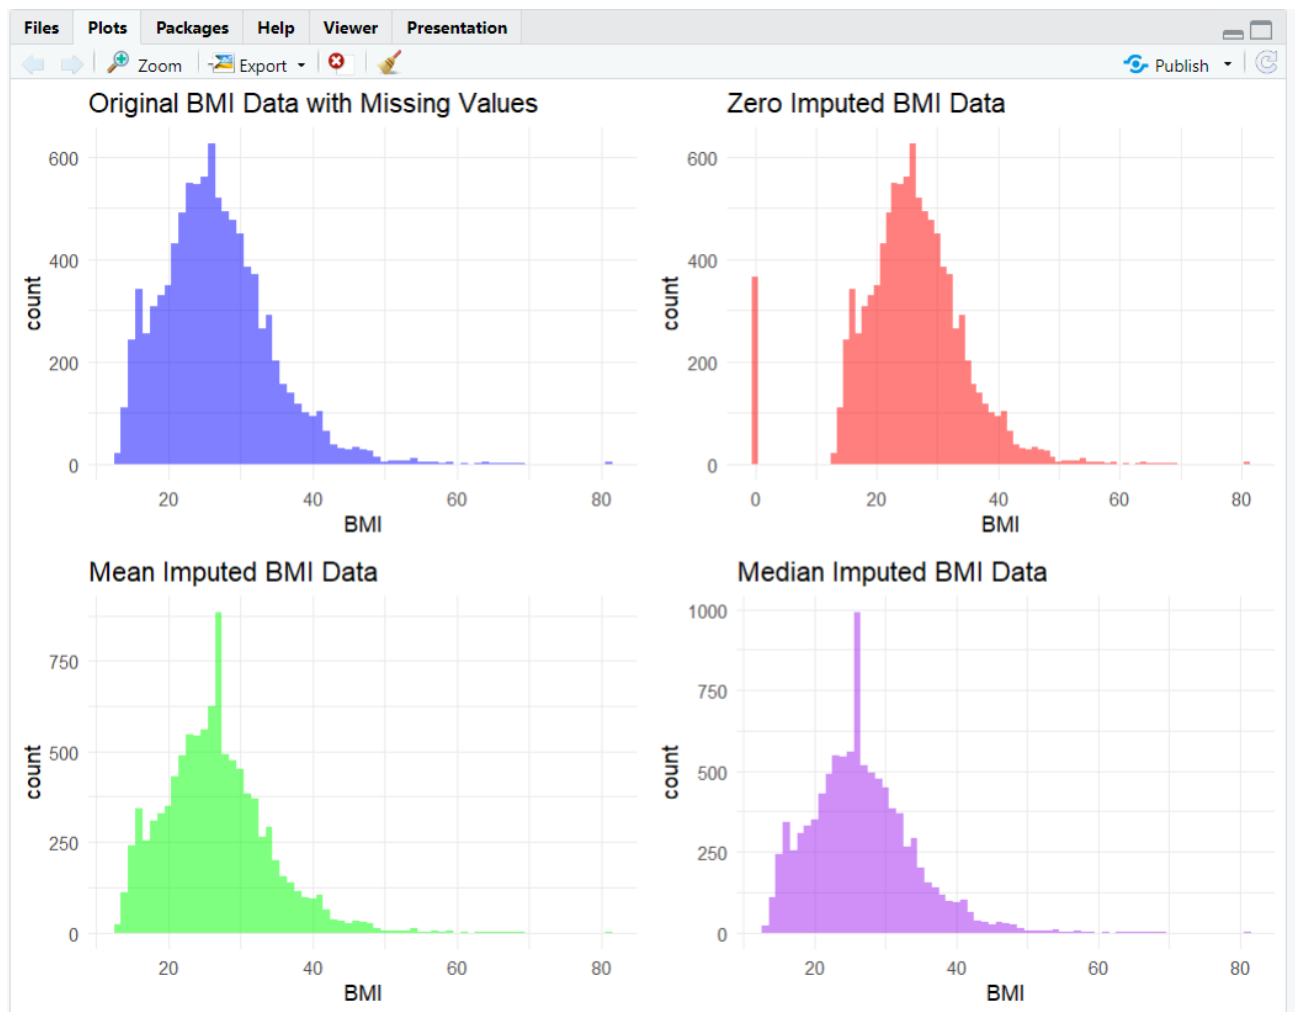 Files Plots Packages Help Viewer Presentation
Zoom Export Publish
Original BMI Data with Missing Values
600
400
200
0
count
20 40 60 80
BMI
Zero Imputed BMI Data
600
400
200
0
count
0 20 40 60 80
BMI
Mean Imputed BMI Data
750
500
250
0
count
20 40 60 80
BMI
Median Imputed BMI Data
1000
750
500
250
0
count
20 40 60 80
BMI